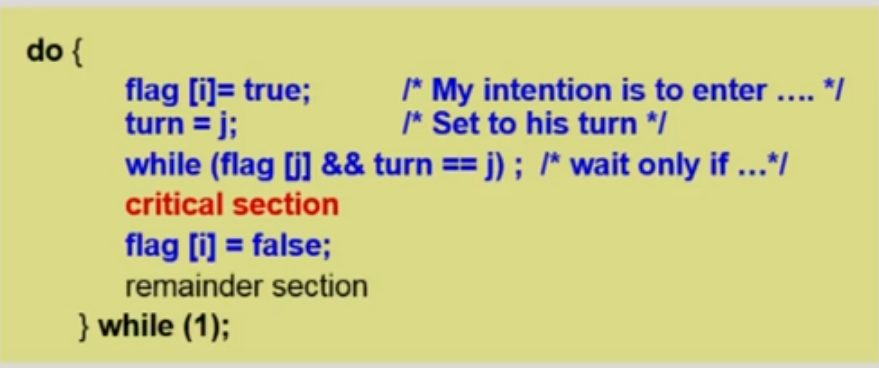 do {
flag [i]= true; /* My intention is to enter .... */
turn = j; /* Set to his turn */
while (flag [j] && turn == j) ; /* wait only if ...*/
critical section
flag [i] = false;
remainder section
} while (1);